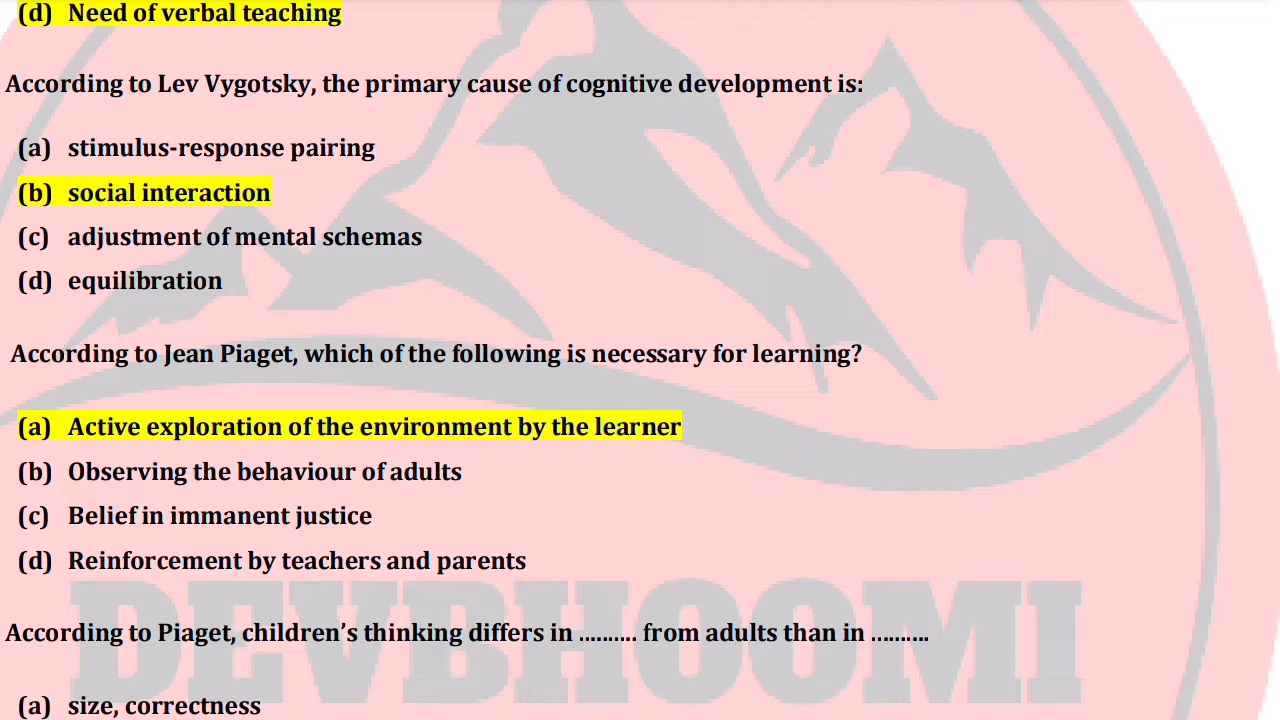 (d) Need of verbal teaching
According to Lev Vygotsky, the primary cause of cognitive development is:
(a) stimulus-response pairing
(b) social interaction
(c) adjustment of mental schemas
(d) equilibration
According to Jean Piaget, which of the following is necessary for learning?
(a) Active exploration of the environment by the learner
(b) Observing the behaviour of adults
(c) Belief in immanent justice
(d) Reinforcement by teachers and parents
According to Piaget, children’s thinking differs in .......... from adults than in ..........
(a) size, correctness
DEVBHOOMI